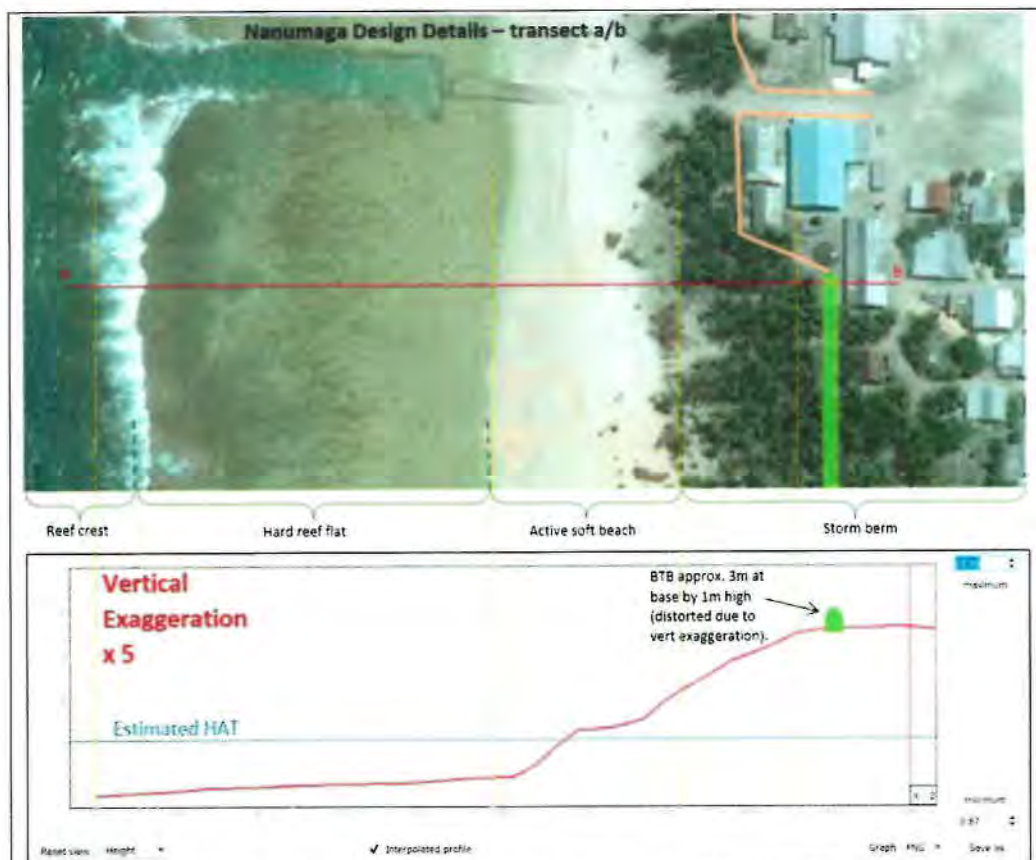 Nanumaga Design Details – transect a/b
B
Reef crest
Hard reef flat
Active soft beach
Storm berm
Vertical
Exaggeration
x 5
BTB approx. 3m at
base by 1m high
(distorted due to
vert exaggeration).
maximum
Estimated HAT
Reset view
Height
✓ Interpolated profile
Graph
PNG
Save as